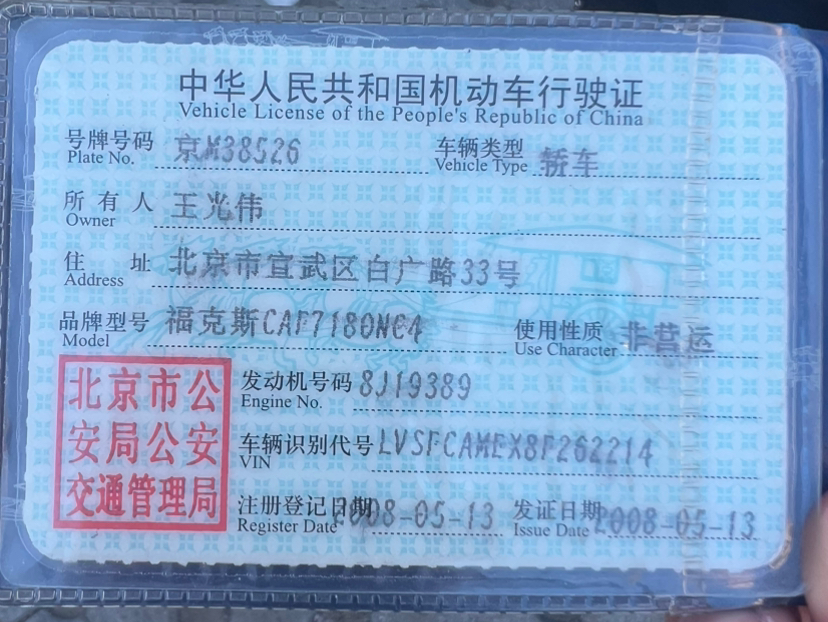 中华人民共和国机动车行驶证
Vehicle License of the People's Republic of China
号牌号码 京M38526 车辆类型 轿车
Plate No. Vehicle Type
所有人 王光伟
Owner
住址 北京市宣武区白广路33号
Address
品牌型号 福克斯CAF7180NC4 使用性质 非营运
Model Use Character
发动机号码 8J19389
Engine No.
车辆识别代号 LVSFCAMEX8F262214
VIN
注册登记日期 2008-05-13 发证日期 2008-05-13
Register Date Issue Date
北京市公
安局公安
交通管理局